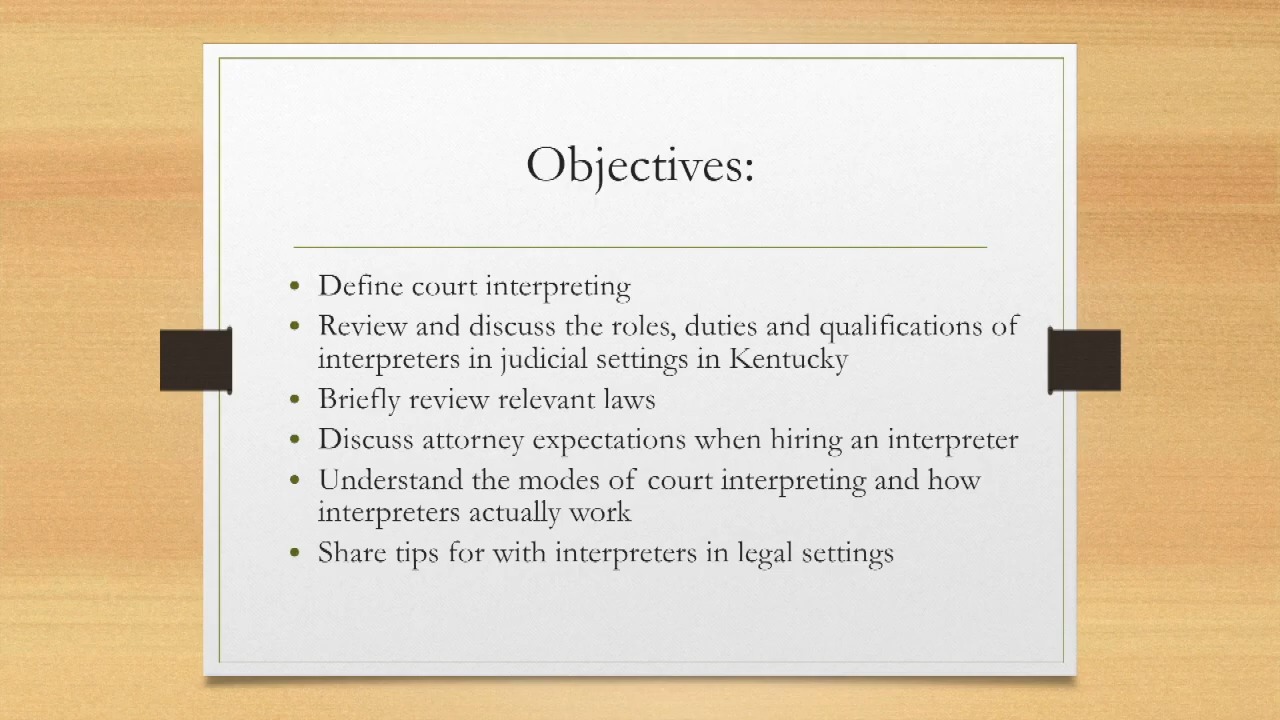 Objectives:
• Define court interpreting
• Review and discuss the roles, duties and qualifications of
interpreters in judicial settings in Kentucky
• Briefly review relevant laws
• Discuss attorney expectations when hiring an interpreter
• Understand the modes of court interpreting and how
interpreters actually work
• Share tips for with interpreters in legal settings